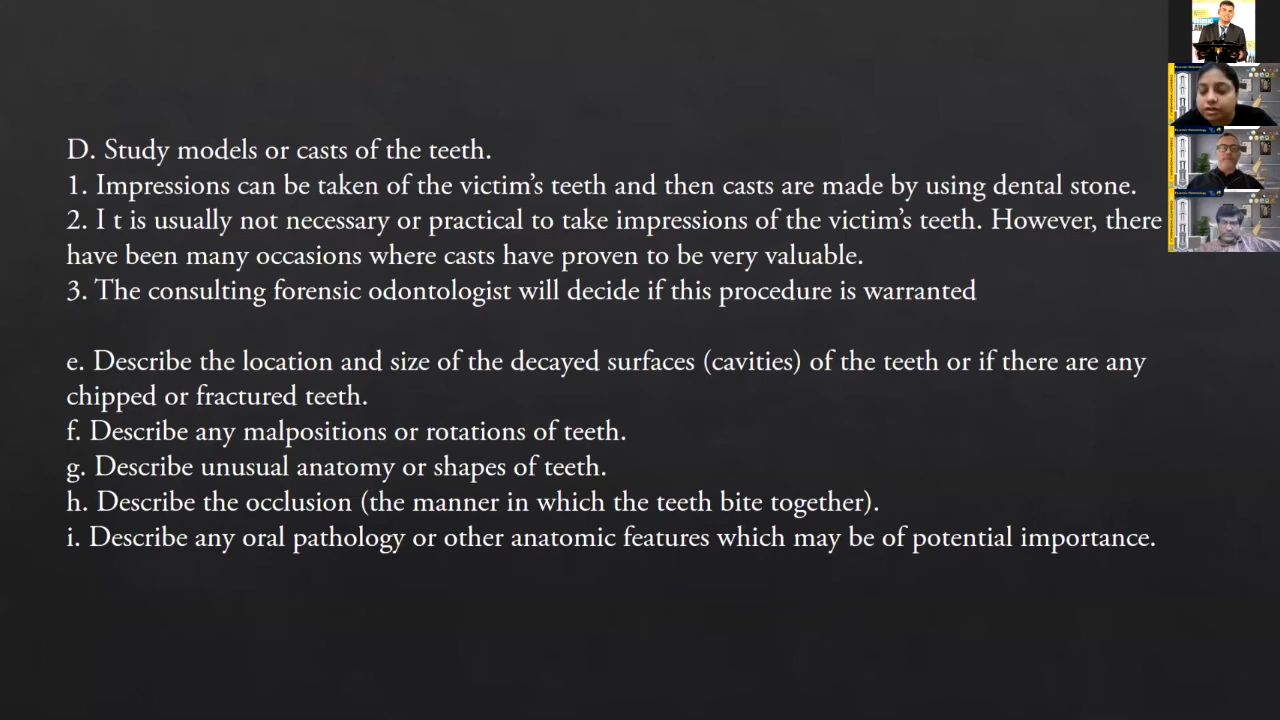 D. Study models or casts of the teeth.
1. Impressions can be taken of the victim’s teeth and then casts are made by using dental stone.
2. I t is usually not necessary or practical to take impressions of the victim’s teeth. However, there
have been many occasions where casts have proven to be very valuable.
3. The consulting forensic odontologist will decide if this procedure is warranted
e. Describe the location and size of the decayed surfaces (cavities) of the teeth or if there are any
chipped or fractured teeth.
f. Describe any malpositions or rotations of teeth.
g. Describe unusual anatomy or shapes of teeth.
h. Describe the occlusion (the manner in which the teeth bite together).
i. Describe any oral pathology or other anatomic features which may be of potential importance.